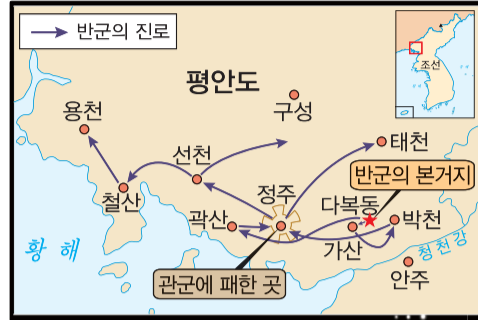 반군의 진로
조선
평안도
구성
용천
태천
선천
반군의 본거지
정주
다복동
철산
곽산
박천
가산
황 해
청천강
안주
관군에 패한 곳